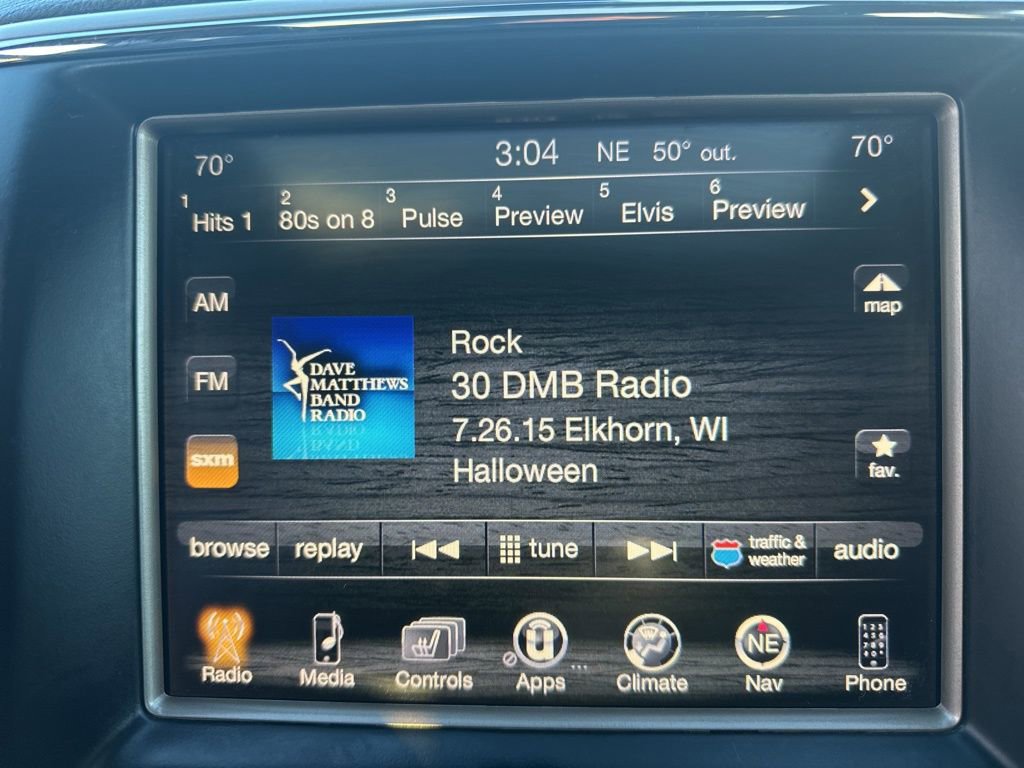 70° 3:04 NE 50° out. 70°
1 Hits 1 2 80s on 8 3 Pulse 4 Preview 5 Elvis 6 Preview
AM
map
Rock
DAVE
MATTHEWS
BAND
RADIO
FM
30 DMB Radio
7.26.15 Elkhorn, WI
Halloween
sxm
fav.
browse replay tune traffic &
weather audio
NE
Radio Media Controls Apps Climate Nav Phone